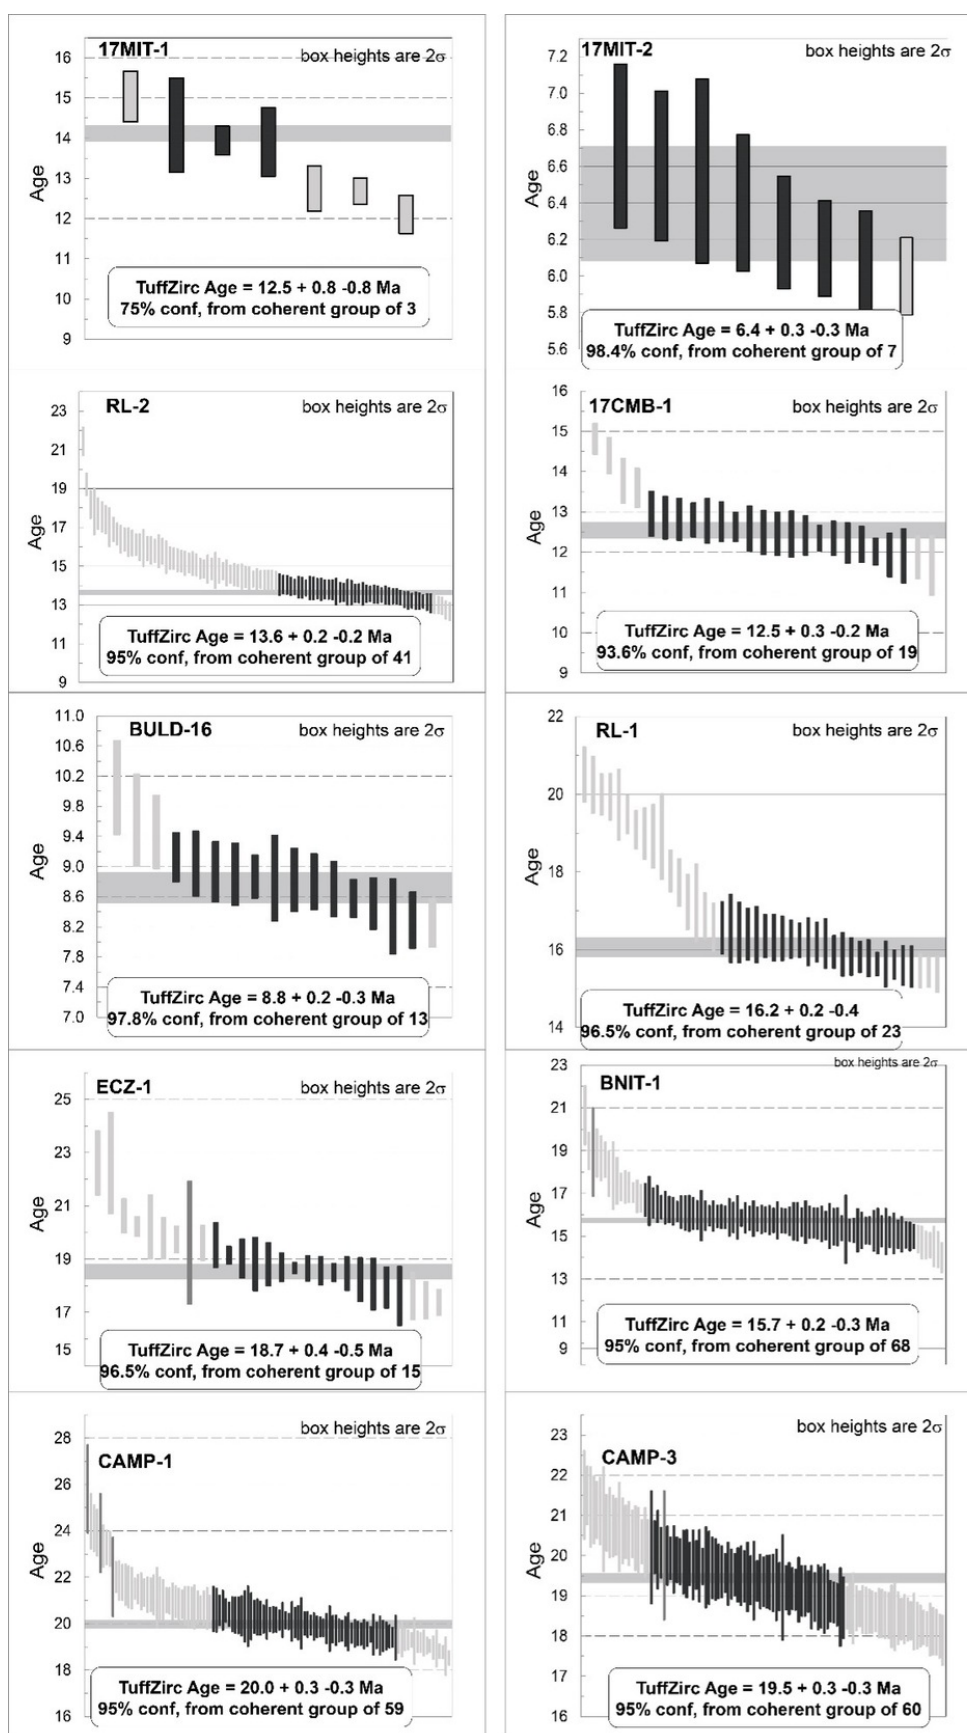 17MIT-1
box heights are 2σ
16
15
14
13
12
11
10
9
Age
TuffZirc Age = 12.5 + 0.8 -0.8 Ma
75% conf, from coherent group of 3
17MIT-2
box heights are 2σ
7.2
7.0
6.8
6.6
6.4
6.2
6.0
5.8
5.6
Age
TuffZirc Age = 6.4 + 0.3 -0.3 Ma
98.4% conf, from coherent group of 7
RL-2
box heights are 2σ
23
21
19
17
15
13
11
9
Age
TuffZirc Age = 13.6 + 0.2 -0.2 Ma
95% conf, from coherent group of 41
17CMB-1
box heights are 2σ
16
15
14
13
12
11
10
9
Age
TuffZirc Age = 12.5 + 0.3 -0.2 Ma
93.6% conf, from coherent group of 19
BULD-16
box heights are 2σ
11.0
10.6
10.2
9.8
9.4
9.0
8.6
8.2
7.8
7.4
7.0
Age
TuffZirc Age = 8.8 + 0.2 -0.3 Ma
97.8% conf, from coherent group of 13
RL-1
box heights are 2σ
22
20
18
16
14
Age
TuffZirc Age = 16.2 + 0.2 -0.4
96.5% conf, from coherent group of 23
ECZ-1
box heights are 2σ
25
23
21
19
17
15
Age
TuffZirc Age = 18.7 + 0.4 -0.5 Ma
96.5% conf, from coherent group of 15
BNIT-1
box heights are 2σ
23
21
19
17
15
13
11
9
Age
TuffZirc Age = 15.7 + 0.2 -0.3 Ma
95% conf, from coherent group of 68
CAMP-1
box heights are 2σ
28
26
24
22
20
18
16
Age
TuffZirc Age = 20.0 + 0.3 -0.3 Ma
95% conf, from coherent group of 59
CAMP-3
box heights are 2σ
23
22
21
20
19
18
17
16
Age
TuffZirc Age = 19.5 + 0.3 -0.3 Ma
95% conf, from coherent group of 60